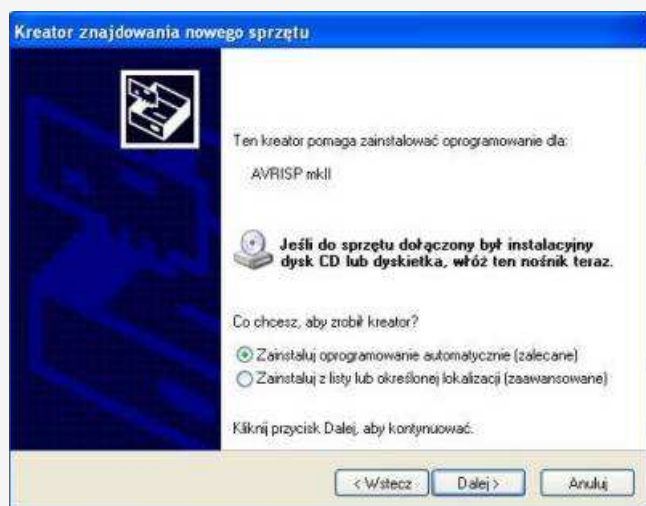 Kreator znajdowania nowego sprzętu
Ten kreator pomaga zainstalować oprogramowanie dla:
AVRISP mkII
Jeśli do sprzętu dołączony był instalacyjny
dysk CD lub dyskietka, włóż ten nośnik teraz.
Co chcesz, aby zrobił kreator?
Zainstaluj oprogramowanie automatycznie (zalecane)
Zainstaluj z listy lub określonej lokalizacji (zaawansowane)
Kliknij przycisk Dalej, aby kontynuować.
< Wstecz
Dalej >
Anuluj